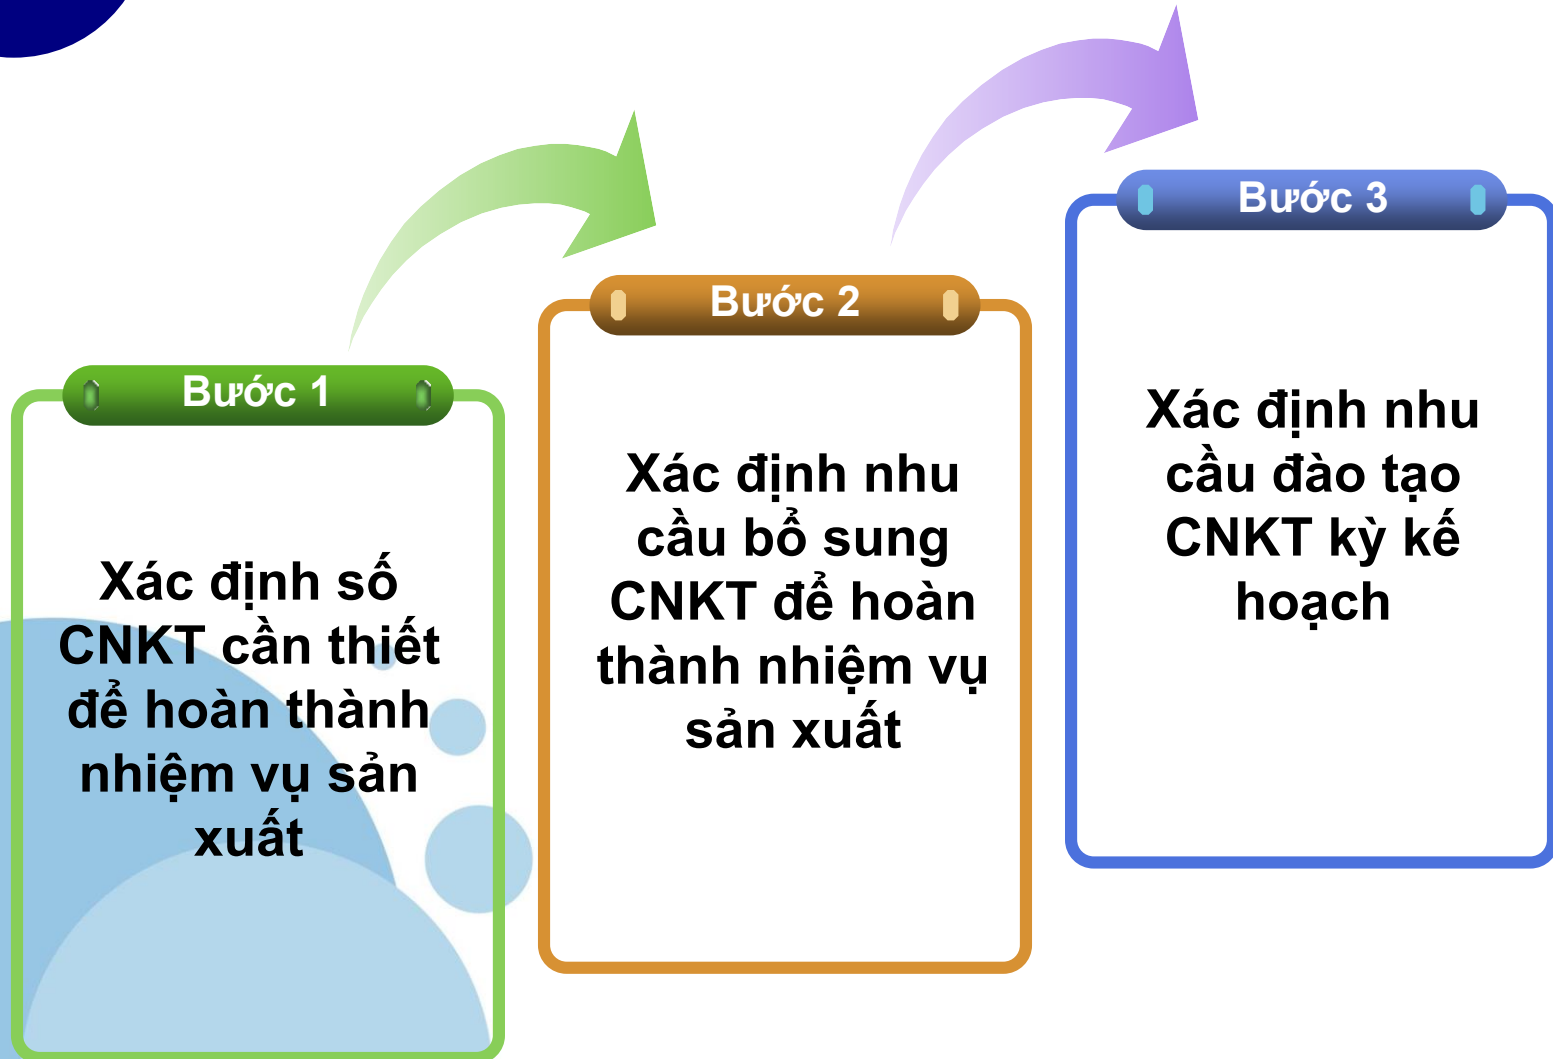 Bước 1
Xác định số
CNKT cần thiết
để hoàn thành
nhiệm vụ sản
xuất
Bước 2
Xác định nhu
cầu bổ sung
CNKT để hoàn
thành nhiệm vụ
sản xuất
Bước 3
Xác định nhu
cầu đào tạo
CNKT kỳ kế
hoạch